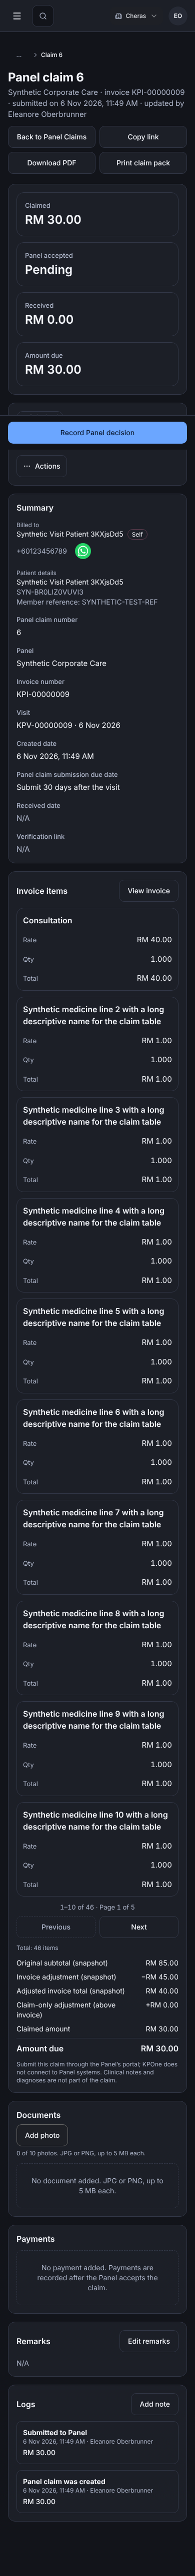 Cheras
EO
...
Claim 6
Panel claim 6
Synthetic Corporate Care · invoice KPI-00000009
· submitted on 6 Nov 2026, 11:49 AM · updated by
Eleanore Oberbrunner
Back to Panel Claims
Copy link
Download PDF
Print claim pack
Claimed
RM 30.00
Panel accepted
Pending
Received
RM 0.00
Amount due
RM 30.00
Record Panel decision
Actions
Summary
Billed to
Synthetic Visit Patient 3KXjsDd5 Self
+60123456789
Patient details
Synthetic Visit Patient 3KXjsDd5
SYN-BR0LIZ0VUVI3
Member reference: SYNTHETIC-TEST-REF
Panel claim number
6
Panel
Synthetic Corporate Care
Invoice number
KPI-00000009
Visit
KPV-00000009 · 6 Nov 2026
Created date
6 Nov 2026, 11:49 AM
Panel claim submission due date
Submit 30 days after the visit
Received date
N/A
Verification link
N/A
Invoice items
View invoice
Consultation
Rate RM 40.00
Qty 1.000
Total RM 40.00
Synthetic medicine line 2 with a long
descriptive name for the claim table
Rate RM 1.00
Qty 1.000
Total RM 1.00
Synthetic medicine line 3 with a long
descriptive name for the claim table
Rate RM 1.00
Qty 1.000
Total RM 1.00
Synthetic medicine line 4 with a long
descriptive name for the claim table
Rate RM 1.00
Qty 1.000
Total RM 1.00
Synthetic medicine line 5 with a long
descriptive name for the claim table
Rate RM 1.00
Qty 1.000
Total RM 1.00
Synthetic medicine line 6 with a long
descriptive name for the claim table
Rate RM 1.00
Qty 1.000
Total RM 1.00
Synthetic medicine line 7 with a long
descriptive name for the claim table
Rate RM 1.00
Qty 1.000
Total RM 1.00
Synthetic medicine line 8 with a long
descriptive name for the claim table
Rate RM 1.00
Qty 1.000
Total RM 1.00
Synthetic medicine line 9 with a long
descriptive name for the claim table
Rate RM 1.00
Qty 1.000
Total RM 1.00
Synthetic medicine line 10 with a long
descriptive name for the claim table
Rate RM 1.00
Qty 1.000
Total RM 1.00
1–10 of 46 · Page 1 of 5
Previous
Next
Total: 46 items
Original subtotal (snapshot) RM 85.00
Invoice adjustment (snapshot) −RM 45.00
Adjusted invoice total (snapshot) RM 40.00
Claim-only adjustment (above +RM 0.00
invoice)
Claimed amount RM 30.00
Amount due RM 30.00
Submit this claim through the Panel's portal; KPOne does
not connect to Panel systems. Clinical notes and
diagnoses are not part of the claim.
Documents
Add photo
0 of 10 photos. JPG or PNG, up to 5 MB each.
No document added. JPG or PNG, up to
5 MB each.
Payments
No payment added. Payments are
recorded after the Panel accepts the
claim.
Remarks
Edit remarks
N/A
Logs
Add note
Submitted to Panel
6 Nov 2026, 11:49 AM · Eleanore Oberbrunner
RM 30.00
Panel claim was created
6 Nov 2026, 11:49 AM · Eleanore Oberbrunner
RM 30.00